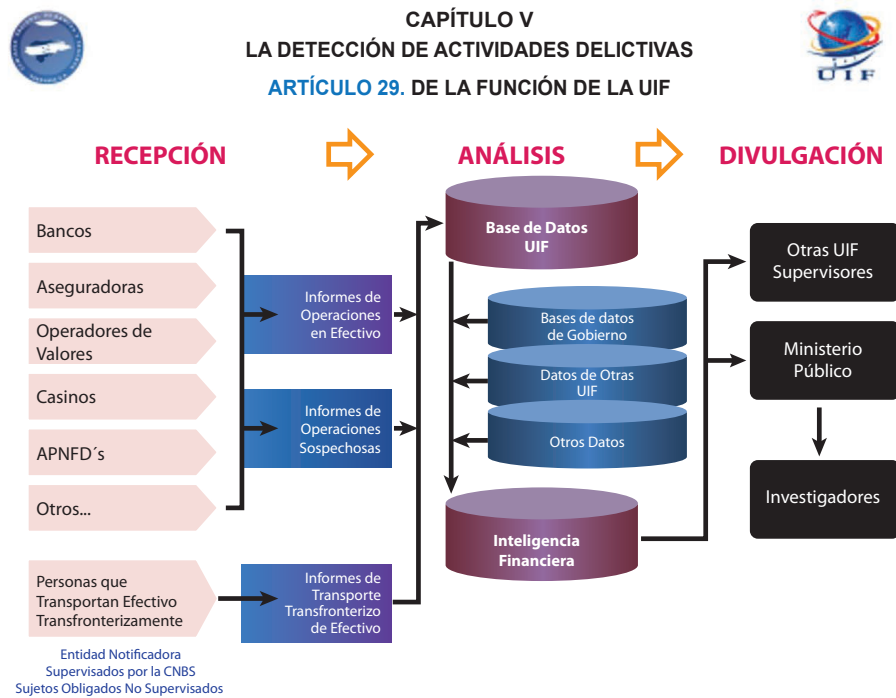 CAPÍTULO V
LA DETECCIÓN DE ACTIVIDADES DELICTIVAS
ARTÍCULO 29. DE LA FUNCIÓN DE LA UIF
UIF
RECEPCIÓN
ANÁLISIS
DIVULGACIÓN
Bancos
Aseguradoras
Operadores de
Valores
Casinos
APNFD´s
Otros...
Personas que
Transportan Efectivo
Transfronterizamente
Entidad Notificadora
Supervisados por la CNBS
Sujetos Obligados No Supervisados
Informes de
Operaciones
en Efectivo
Informes de
Operaciones
Sospechosas
Informes de
Transporte
Transfronterizo
de Efectivo
Base de Datos
UIF
Bases de datos
de Gobierno
Datos de Otras
UIF
Otros Datos
Inteligencia
Financiera
Otras UIF
Supervisores
Ministerio
Público
Investigadores